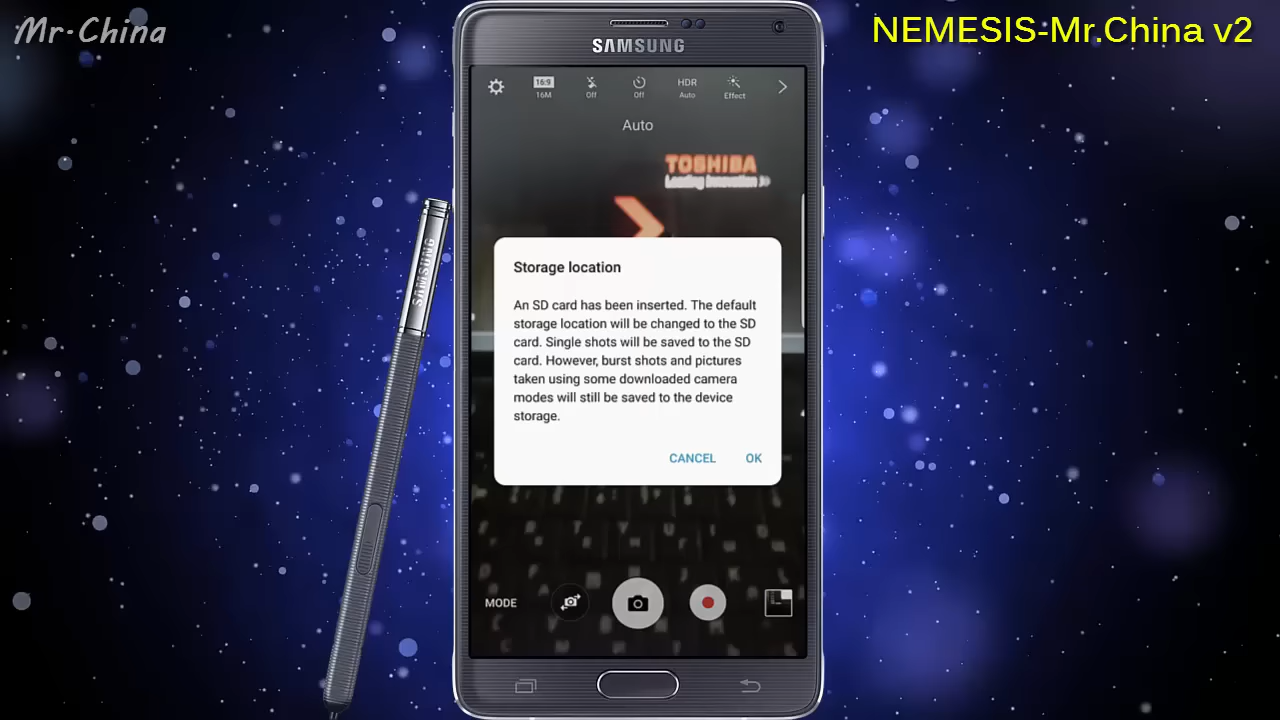 Mr.China
NEMESIS-Mr.China v2
SAMSUNG
16:9
16M
Off
Off
HDR
Auto
Effect
Auto
TOSHIBA
Leading Innovation >>
SAMSUNG
Storage location
An SD card has been inserted. The default
storage location will be changed to the SD
card. Single shots will be saved to the SD
card. However, burst shots and pictures
taken using some downloaded camera
modes will still be saved to the device
storage.
CANCEL
OK
MODE